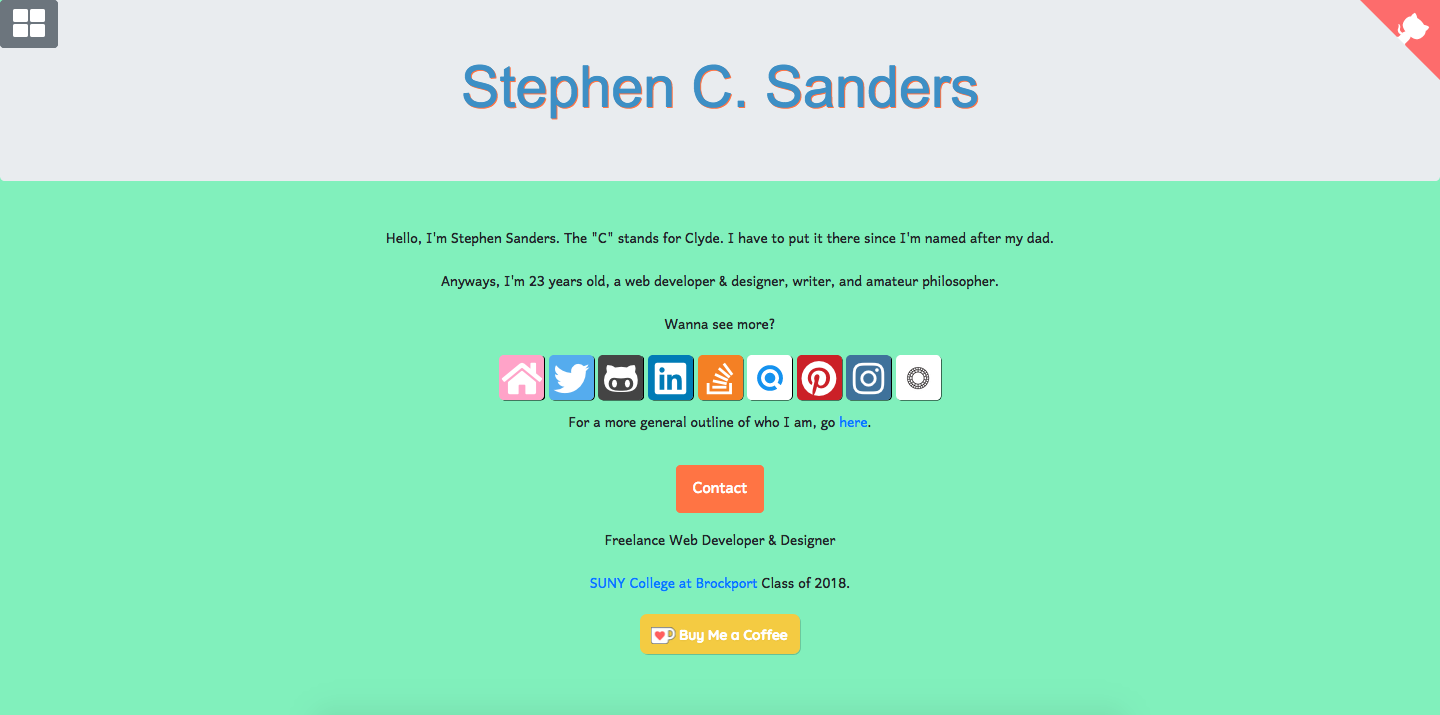 Stephen C. Sanders
Hello, I'm Stephen Sanders. The "C" stands for Clyde. I have to put it there since I'm named after my dad.
Anyways, I'm 23 years old, a web developer & designer, writer, and amateur philosopher.
Wanna see more?
in
For a more general outline of who I am, go here.
Contact
Freelance Web Developer & Designer
SUNY College at Brockport Class of 2018.
Buy Me a Coffee